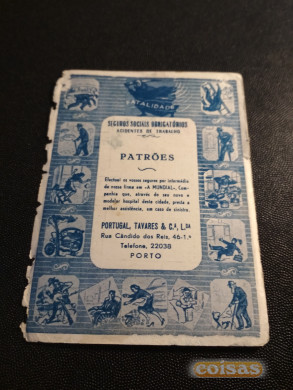 FATALIDADE
SEGUROS SOCIAIS OBRIGATÓRIOS
ACIDENTES DE TRABALHO
PATRÕES
Efectuai os vossos seguros por intermédio
da nossa firma em «A MUNDIAL», Com-
panhia que, através do seu novo e
modelar hospital desta cidade, presta a
melhor assistência, em caso de sinistro.
PORTUGAL, TAVARES & C.ª, L.DA
Rua Cândido dos Reis, 46-1.º
Telefone, 22038
PORTO
coisas